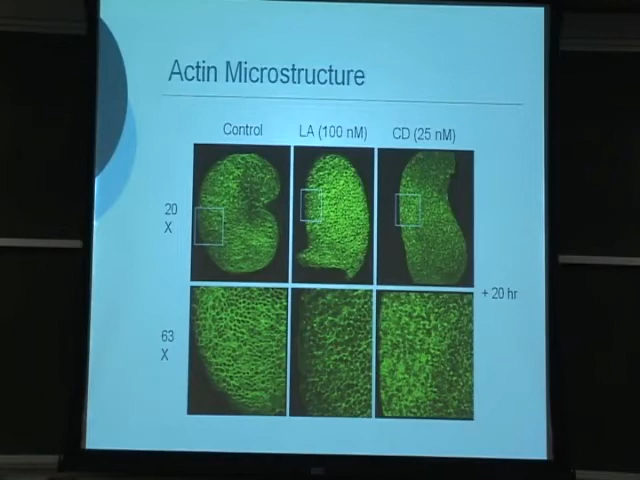 Actin Microstructure
Control LA (100 nM) CD (25 nM)
20
X
+ 20 hr
63
X